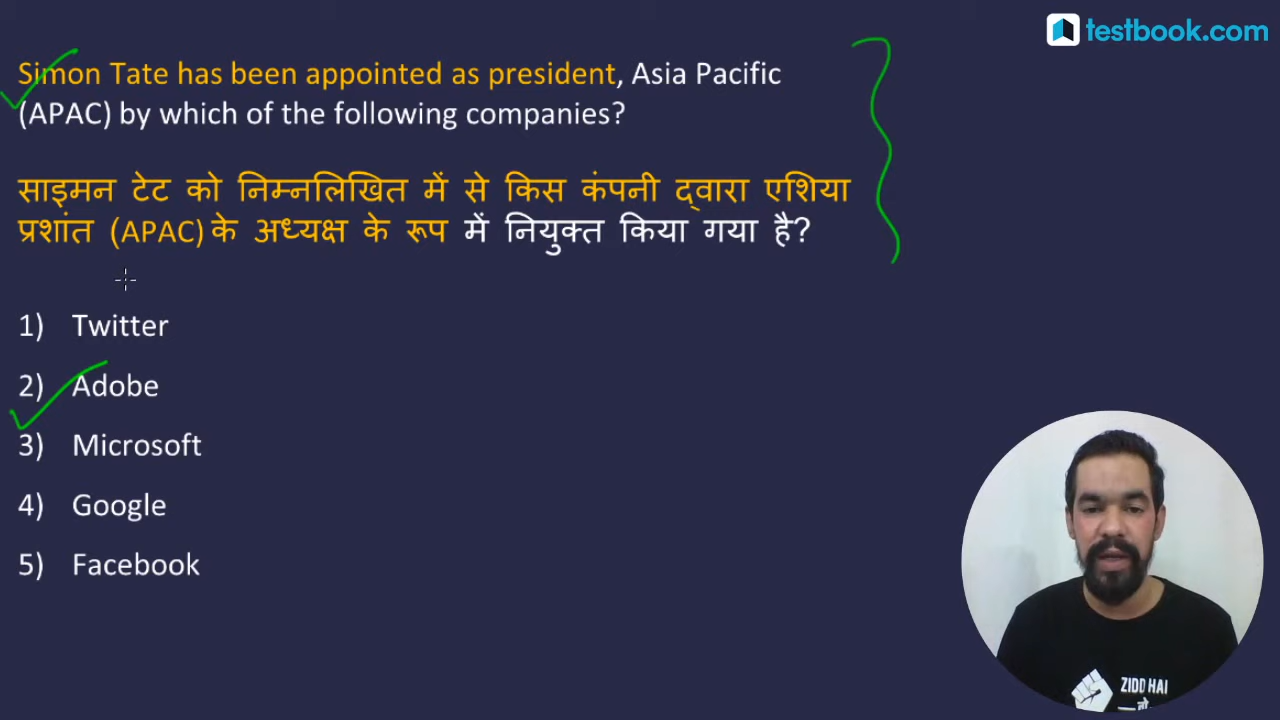 testbook.com
Simon Tate has been appointed as president, Asia Pacific
(APAC) by which of the following companies?
साइमन टेट को निम्नलिखित में से किस कंपनी द्वारा एशिया
प्रशांत (APAC) के अध्यक्ष के रूप में नियुक्त किया गया है?
1) Twitter
2) Adobe
3) Microsoft
4) Google
5) Facebook
ZIDD HAI